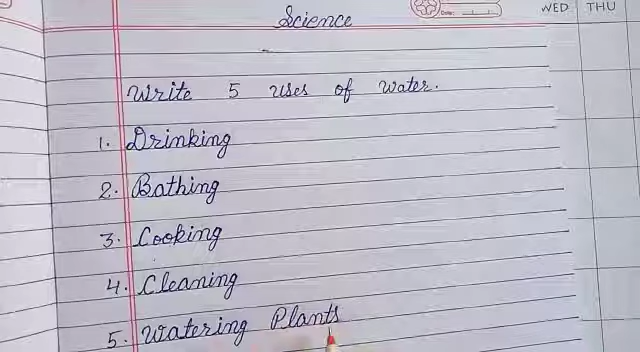 Science
Date:
WED THU
Write 5 uses of water.
1. Drinking
2. Bathing
3. Cooking
4. Cleaning
5. Watering Plants